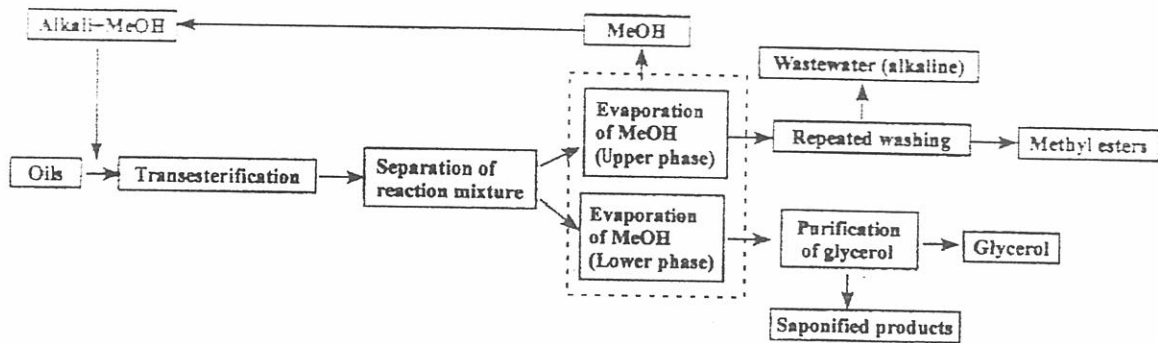 Alkali-MeOH
MeOH
Wastewater (alkaline)
Evaporation
of MeOH
(Upper phase)
Repeated washing
Methyl esters
Oils
Transesterification
Separation of
reaction mixture
Evaporation
of MeOH
(Lower phase)
Purification
of glycerol
Glycerol
Saponified products